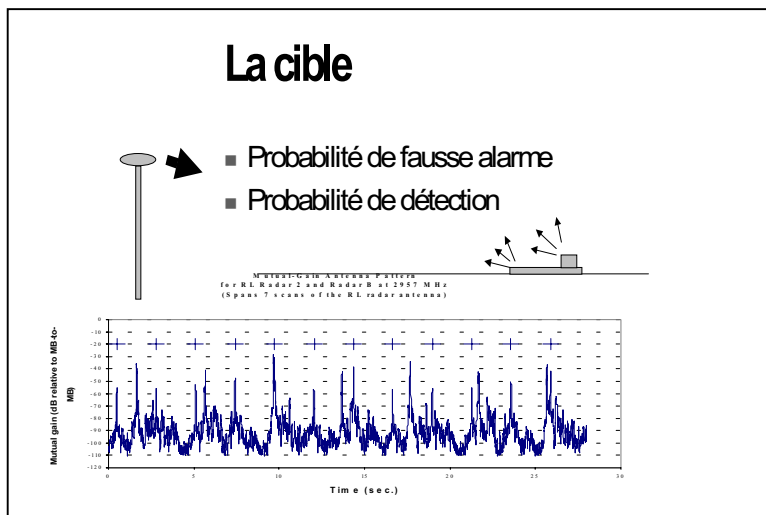 La cible
Probabilité de fausse alarme
Probabilité de détection
Mutual-Gain Antenna Pattern
for RL Radar 2 and Radar B at 2957 MHz
(Spans 7 scans of the RL radar antenna)
Mutual gain (dB relative to MB-to-
MB)
0
-10
-20
-30
-40
-50
-60
-70
-80
-90
-100
-110
-120
0 5 10 15 20 25 30
Time (sec.)